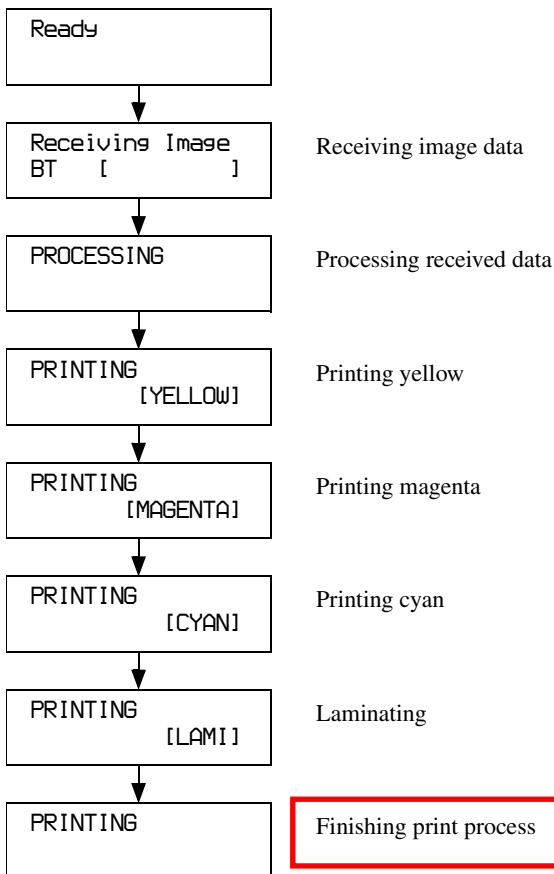 Ready
Receiving Image Receiving image data
BT [ ]
PROCESSING Processing received data
PRINTING Printing yellow
[YELLOW]
PRINTING Printing magenta
[MAGENTA]
PRINTING Printing cyan
[CYAN]
PRINTING Laminating
[LAMI]
PRINTING Finishing print process